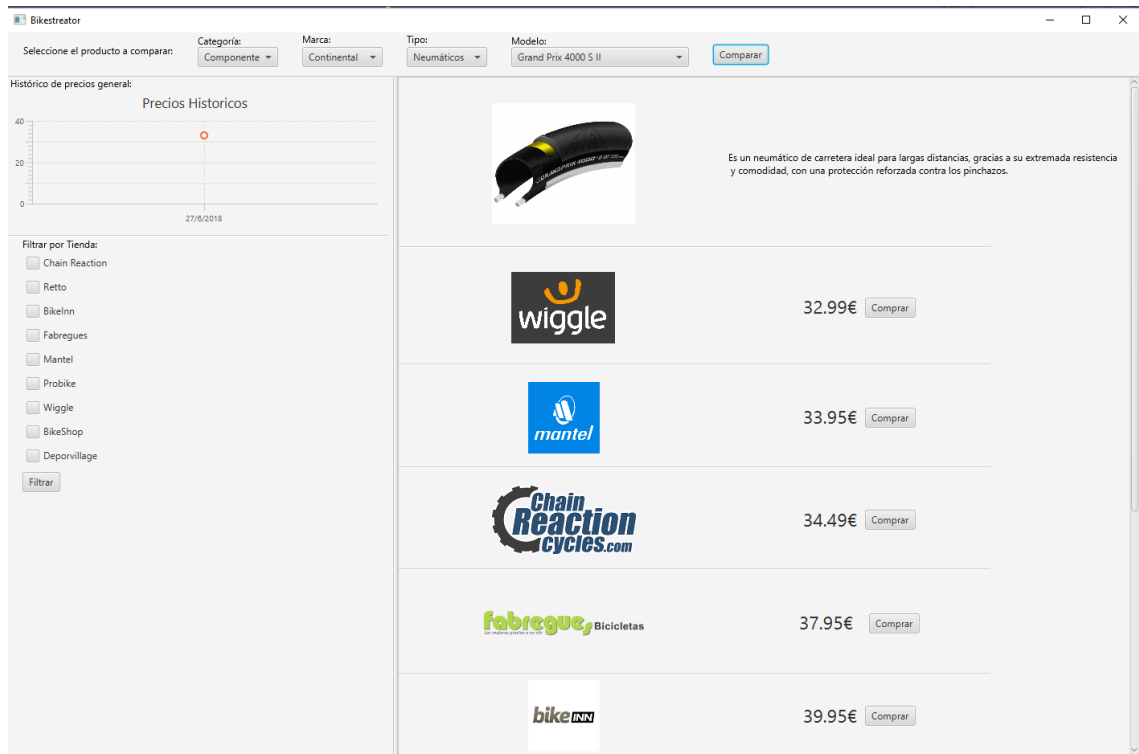 Bikestreator
Seleccione el producto a comparar:
Categoría:
Componente
Marca:
Continental
Tipo:
Neumáticos
Modelo:
Grand Prix 4000 S II
Comparar
Histórico de precios general:
Precios Historicos
40
20
0
27/6/2018
Filtrar por Tienda:
Chain Reaction
Retto
BikeInn
Fabregues
Mantel
Probike
Wiggle
BikeShop
Deporvillage
Filtrar
GRAND PRIX 4000
Es un neumático de carretera ideal para largas distancias, gracias a su extremada resistencia
y comodidad, con una protección reforzada contra los pinchazos.
wiggle
32.99€ Comprar
mantel
33.95€ Comprar
Chain
Reaction
cycles.com
34.49€ Comprar
fabregues Bicicletas
37.95€ Comprar
bike INN
39.95€ Comprar